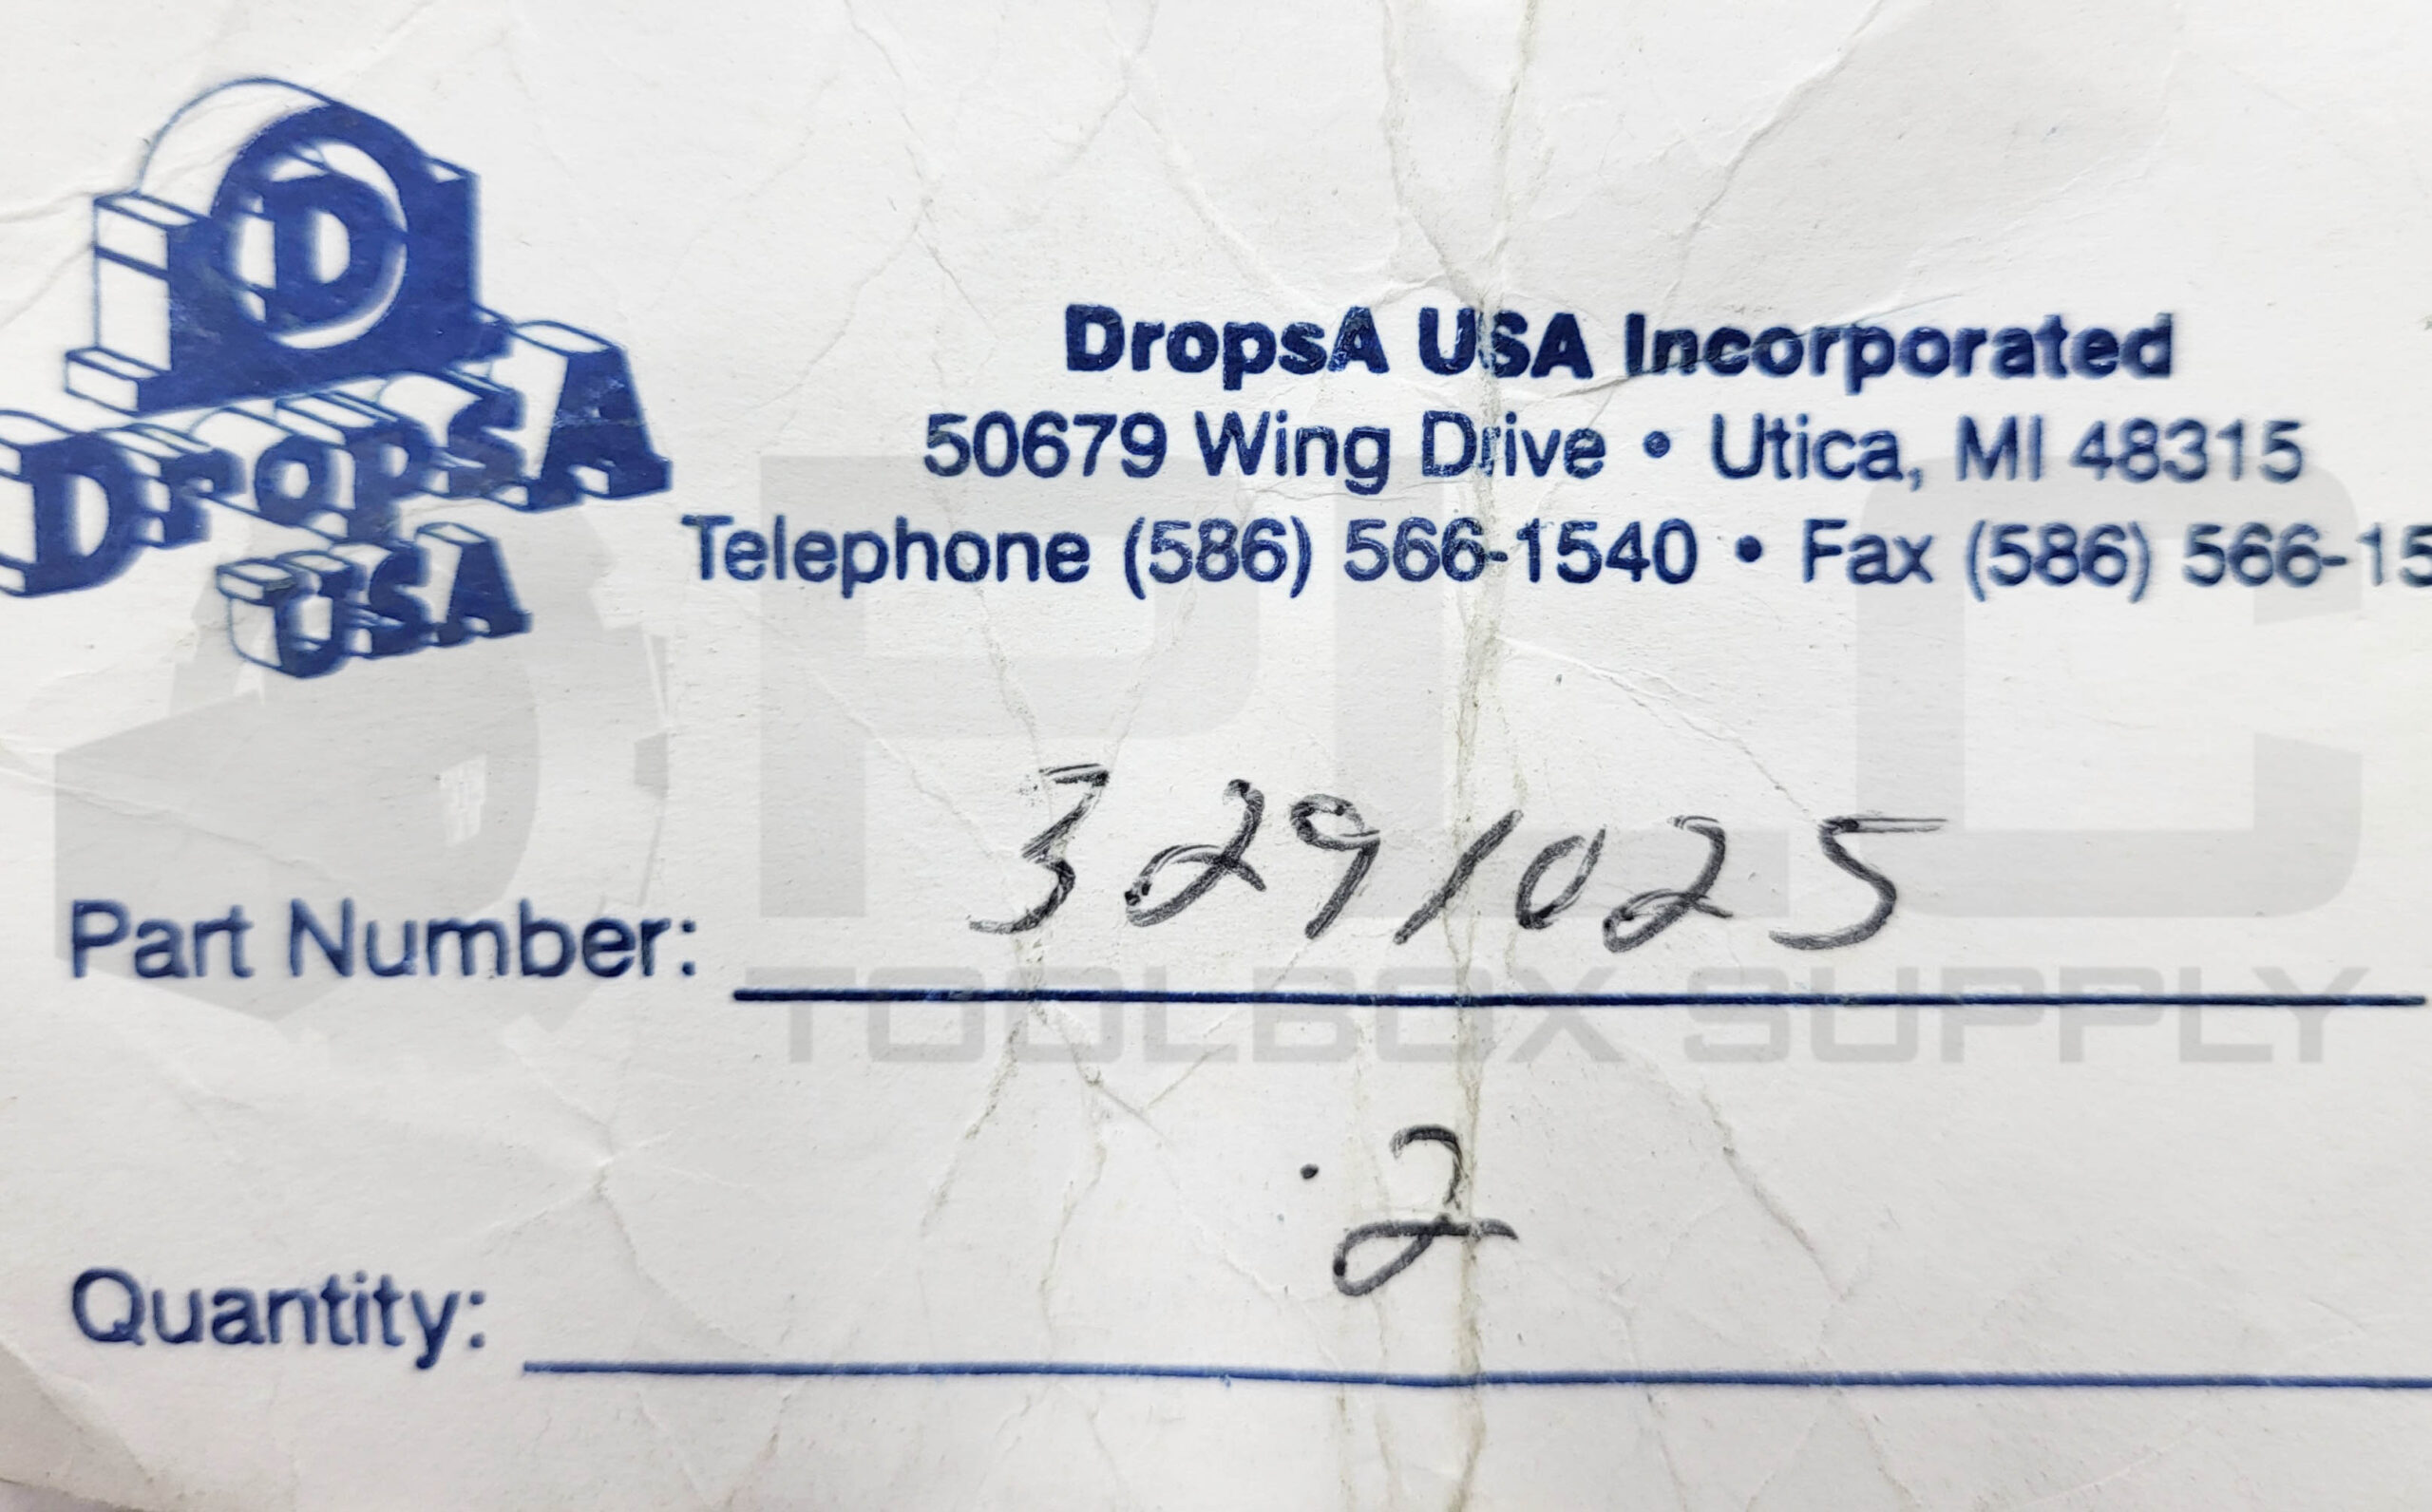 D
DropsA
USA
DropsA USA Incorporated
50679 Wing Drive • Utica, MI 48315
Telephone (586) 566-1540 • Fax (586) 566-15
PLC
TOOLBOX SUPPLY
Part Number: 3291025
Quantity: 2